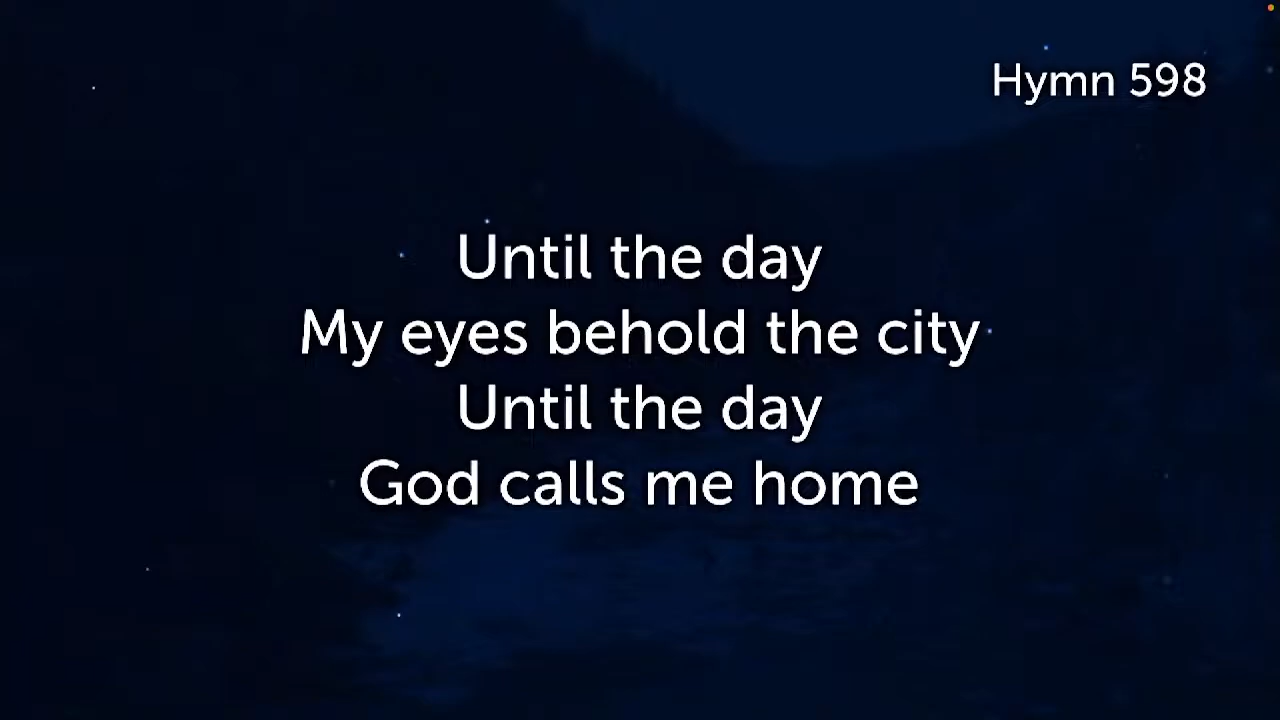 Hymn 598
Until the day
My eyes behold the city
Until the day
God calls me home